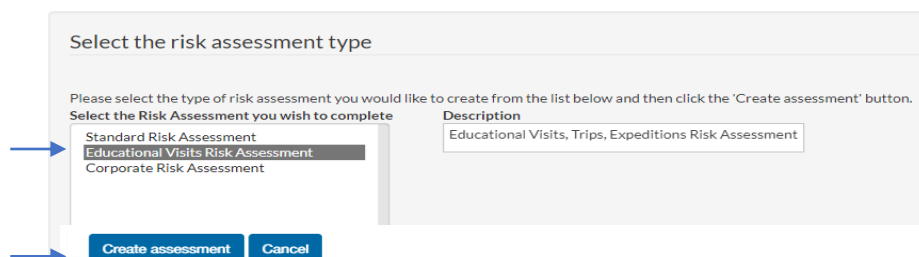 Select the risk assessment type
Please select the type of risk assessment you would like to create from the list below and then click the 'Create assessment' button.
Select the Risk Assessment you wish to complete
Description
Standard Risk Assessment
Educational Visits Risk Assessment
Corporate Risk Assessment
Educational Visits, Trips, Expeditions Risk Assessment
Create assessment
Cancel